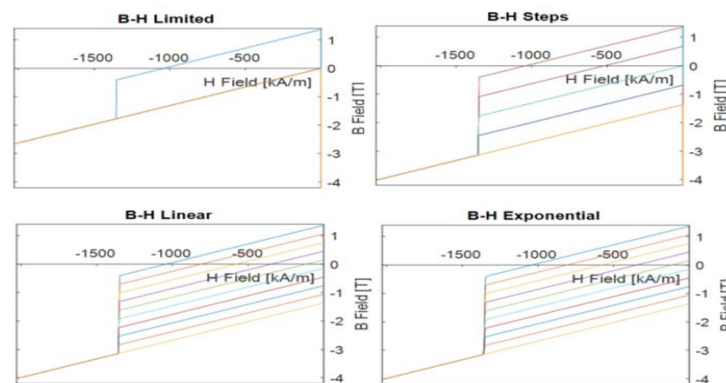 B-H Limited
-1500 -1000 -500
1
0
H Field [kA/m]
-1
-2
-3
-4
B Field [T]
B-H Steps
-1500 -1000 -500
1
0
H Field [kA/m]
-1
-2
-3
-4
B Field [T]
B-H Linear
-1500 -1000 -500
1
0
H Field [kA/m]
-1
-2
-3
-4
B Field [T]
B-H Exponential
-1500 -1000 -500
1
0
H Field [kA/m]
-1
-2
-3
-4
B Field [T]